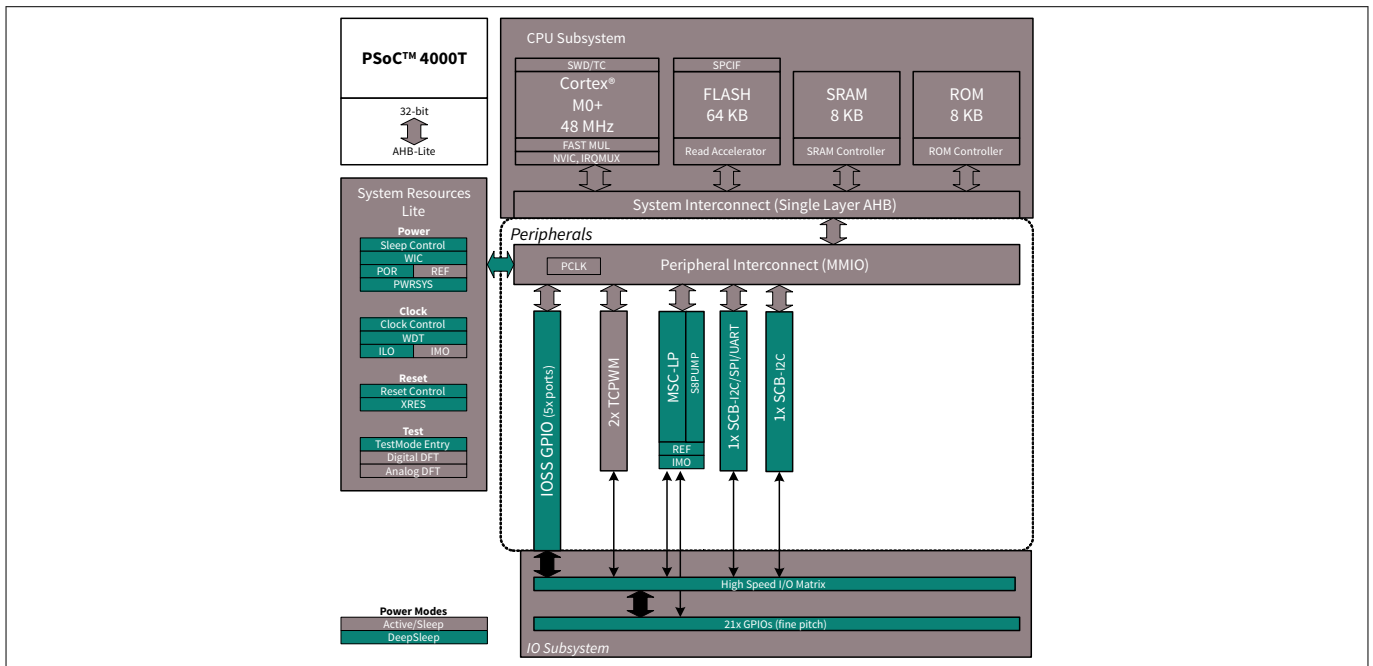 PSoC™ 4000T
32-bit
AHB-Lite
CPU Subsystem
SWD/TC
Cortex®
M0+
48 MHz
FAST MUL
NVIC, IRQMUX
SPCIF
FLASH
64 KB
Read Accelerator
SRAM
8 KB
SRAM Controller
ROM
8 KB
ROM Controller
System Interconnect (Single Layer AHB)
System Resources
Lite
Power
Sleep Control
WIC
POR REF
PWRSYS
Clock
Clock Control
WDT
ILO IMO
Reset
Reset Control
XRES
Test
TestMode Entry
Digital DFT
Analog DFT
Peripherals
PCLK
Peripheral Interconnect (MMIO)
IOSS GPIO (5x ports)
2x TCPWM
MSC-LP
S8PUMP
REF
IMO
1x SCB-I2C/SPI/UART
1x SCB-I2C
High Speed I/O Matrix
21x GPIOs (fine pitch)
IO Subsystem
Power Modes
Active/Sleep
DeepSleep